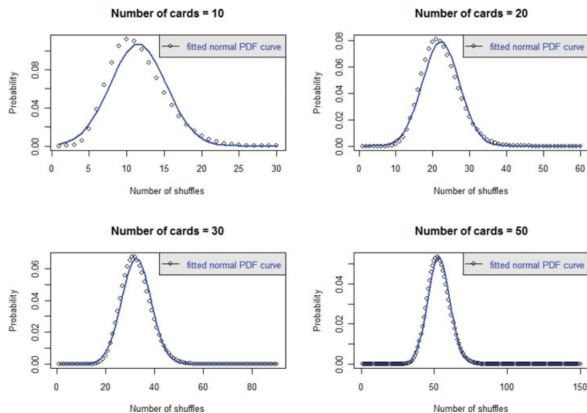 Number of cards = 10
fitted normal PDF curve
Probability
0.00 0.04 0.08
0 5 10 15 20 25 30
Number of shuffles
Number of cards = 20
fitted normal PDF curve
Probability
0.00 0.02 0.04 0.06 0.08
0 10 20 30 40 50 60
Number of shuffles
Number of cards = 30
fitted normal PDF curve
Probability
0.00 0.02 0.04 0.06
0 20 40 60 80
Number of shuffles
Number of cards = 50
fitted normal PDF curve
Probability
0.00 0.02 0.04
0 50 100 150
Number of shuffles